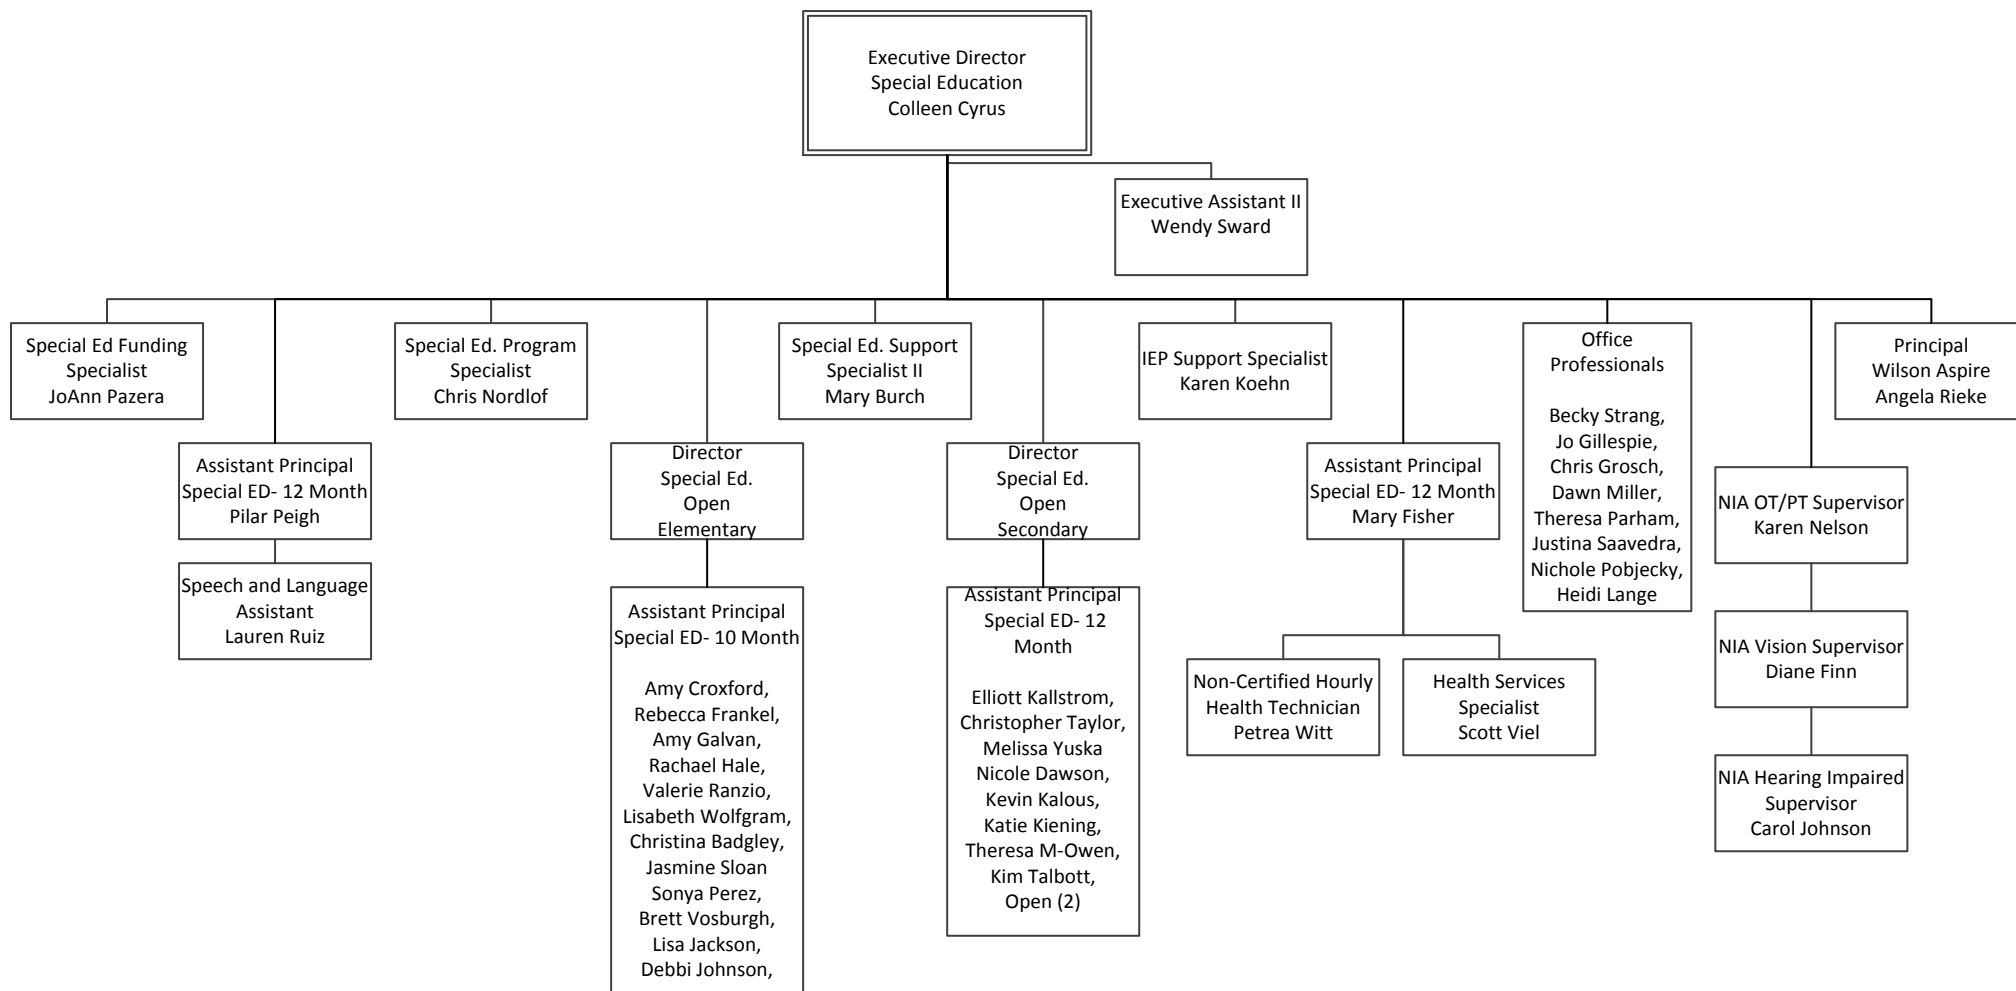 Executive Director
Special Education
Colleen Cyrus
Executive Assistant II
Wendy Sward
Special Ed Funding
Specialist
JoAnn Pazera
Special Ed. Program
Specialist
Chris Nordlof
Special Ed. Support
Specialist II
Mary Burch
IEP Support Specialist
Karen Koehn
Office
Professionals
Becky Strang,
Jo Gillespie,
Chris Grosch,
Dawn Miller,
Theresa Parham,
Justina Saavedra,
Nichole Pobjecky,
Heidi Lange
Principal
Wilson Aspire
Angela Rieke
Assistant Principal
Special ED- 12 Month
Pilar Peigh
Speech and Language
Assistant
Lauren Ruiz
Director
Special Ed.
Open
Elementary
Assistant Principal
Special ED- 10 Month
Amy Croxford,
Rebecca Frankel,
Amy Galvan,
Rachael Hale,
Valerie Ranzio,
Lisabeth Wolfgram,
Christina Badgley,
Jasmine Sloan
Sonya Perez,
Brett Vosburgh,
Lisa Jackson,
Debbi Johnson,
Director
Special Ed.
Open
Secondary
Assistant Principal
Special ED- 12
Month
Elliott Kallstrom,
Christopher Taylor,
Melissa Yuska
Nicole Dawson,
Kevin Kalous,
Katie Kiening,
Theresa M-Owen,
Kim Talbott,
Open (2)
Assistant Principal
Special ED- 12 Month
Mary Fisher
Non-Certified Hourly
Health Technician
Petrea Witt
Health Services
Specialist
Scott Viel
NIA OT/PT Supervisor
Karen Nelson
NIA Vision Supervisor
Diane Finn
NIA Hearing Impaired
Supervisor
Carol Johnson